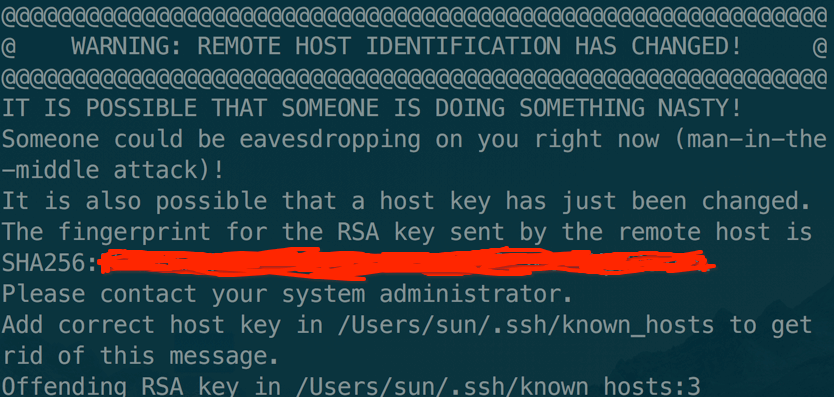 @@@@@@@@@@@@@@@@@@@@@@@@@@@@@@@@@@@@@@@@@@@@@@@@@@@@@@@@@@@
@    WARNING: REMOTE HOST IDENTIFICATION HAS CHANGED!     @
@@@@@@@@@@@@@@@@@@@@@@@@@@@@@@@@@@@@@@@@@@@@@@@@@@@@@@@@@@@
IT IS POSSIBLE THAT SOMEONE IS DOING SOMETHING NASTY!
Someone could be eavesdropping on you right now (man-in-the
-middle attack)!
It is also possible that a host key has just been changed.
The fingerprint for the RSA key sent by the remote host is
SHA256:
Please contact your system administrator.
Add correct host key in /Users/sun/.ssh/known_hosts to get
rid of this message.
Offending RSA key in /Users/sun/.ssh/known_hosts:3